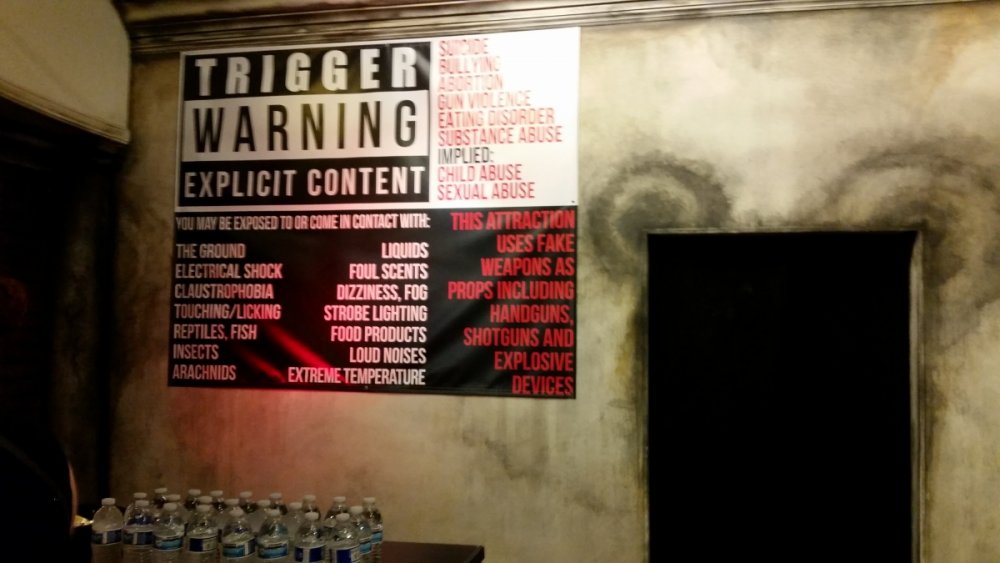 TRIGGER
WARNING
EXPLICIT CONTENT
SUICIDE
BULLYING
ABORTION
GUN VIOLENCE
EATING DISORDER
SUBSTANCE ABUSE
IMPLIED:
CHILD ABUSE
SEXUAL ABUSE
YOU MAY BE EXPOSED TO OR COME IN CONTACT WITH:
THE GROUND
ELECTRICAL SHOCK
CLAUSTROPHOBIA
TOUCHING/LICKING
REPTILES, FISH
INSECTS
ARACHNIDS
LIQUIDS
FOUL SCENTS
DIZZINESS, FOG
STROBE LIGHTING
FOOD PRODUCTS
LOUD NOISES
EXTREME TEMPERATURE
THIS ATTRACTION
USES FAKE
WEAPONS AS
PROPS INCLUDING
HANDGUNS,
SHOTGUNS AND
EXPLOSIVE
DEVICES